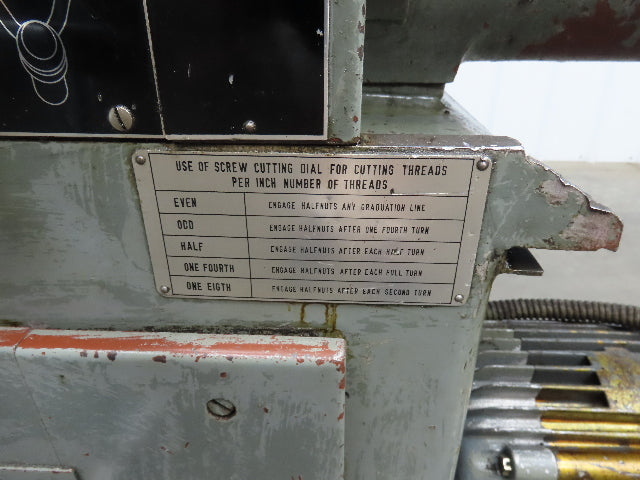 USE OF SCREW CUTTING DIAL FOR CUTTING THREADS
PER INCH NUMBER OF THREADS
EVEN ENGAGE HALFNUTS ANY GRADUATION LINE
ODD ENGAGE HALFNUTS AFTER ONE FOURTH TURN
HALF ENGAGE HALFNUTS AFTER EACH HALF TURN
ONE FOURTH ENGAGE HALFNUTS AFTER EACH FULL TURN
ONE EIGTH ENGAGE HALFNUTS AFTER EACH SECOND TURN